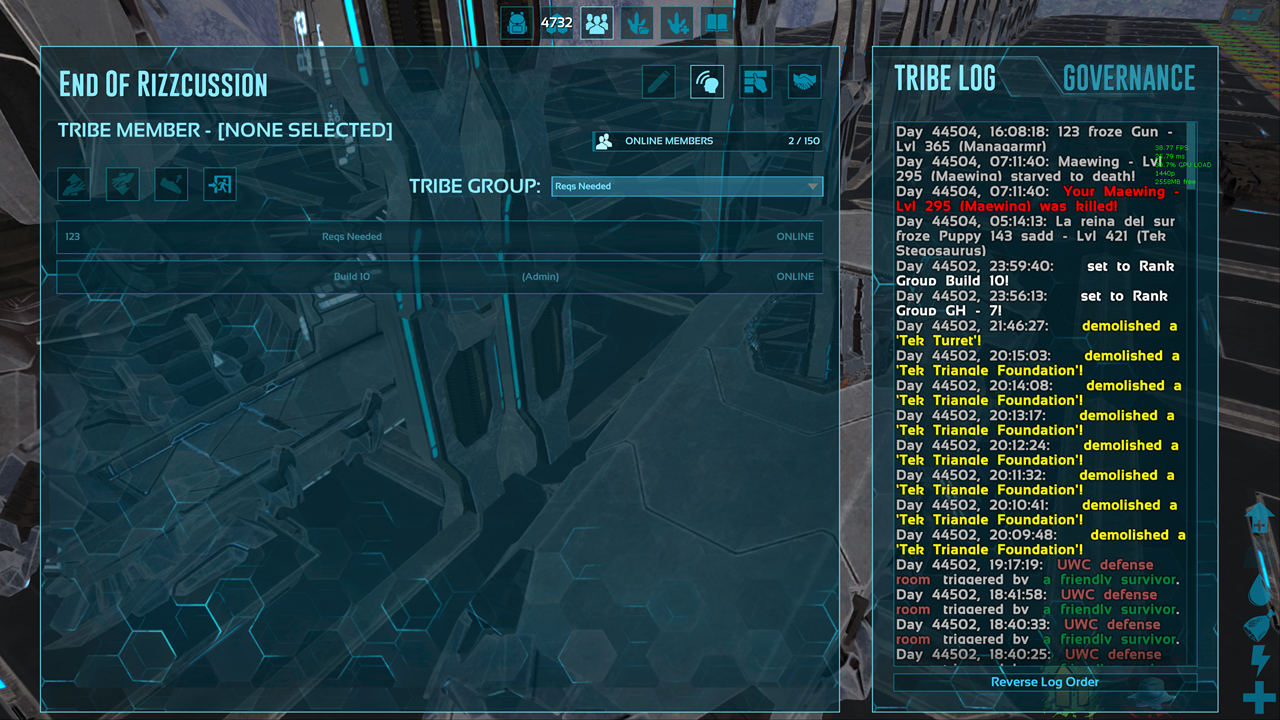 4732
END OF RIZZCUSSION
TRIBE MEMBER - [NONE SELECTED]
ONLINE MEMBERS 2 / 150
TRIBE GROUP: Reqs Needed
123 Reqs Needed ONLINE
Build 10 (Admin) ONLINE
TRIBE LOG GOVERNANCE
Day 44504, 16:08:18: 123 froze Gun -
Lvl 365 (Managarmr)
Day 44504, 07:11:40: Maewing - Lvl
295 (Maewing) starved to death!
Day 44504, 07:11:40: Your Maewing -
Lvl 295 (Maewing) was killed!
Day 44504, 05:14:13: La reina del sur
froze Puppy 143 sadd - Lvl 421 (Tek
Stegosaurus)
Day 44502, 23:59:40: set to Rank
Group Build 10!
Day 44502, 23:56:13: set to Rank
Group GH - 7!
Day 44502, 21:46:27: demolished a
'Tek Turret'!
Day 44502, 20:15:03: demolished a
'Tek Triangle Foundation'!
Day 44502, 20:14:08: demolished a
'Tek Triangle Foundation'!
Day 44502, 20:13:17: demolished a
'Tek Triangle Foundation'!
Day 44502, 20:12:24: demolished a
'Tek Triangle Foundation'!
Day 44502, 20:11:32: demolished a
'Tek Triangle Foundation'!
Day 44502, 20:10:41: demolished a
'Tek Triangle Foundation'!
Day 44502, 20:09:48: demolished a
'Tek Triangle Foundation'!
Day 44502, 19:17:19: UWC defense
room triggered by a friendly survivor.
Day 44502, 18:41:58: UWC defense
room triggered by a friendly survivor.
Day 44502, 18:40:33: UWC defense
room triggered by a friendly survivor.
Day 44502, 18:40:25: UWC defense
Reverse Log Order
38.77 FPS
ms
GPU LOAD
1440p
2558MB free